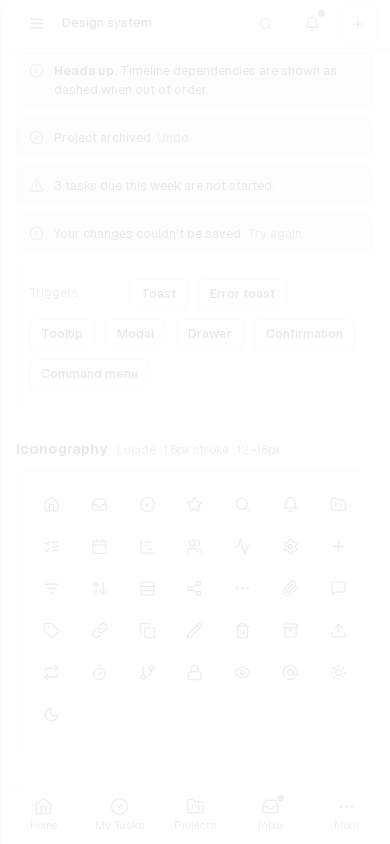 Design system
Heads up. Timeline dependencies are shown as
dashed when out of order.
Project archived. Undo
3 tasks due this week are not started.
Your changes couldn't be saved. Try again
Triggers
Toast
Error toast
Tooltip
Modal
Drawer
Confirmation
Command menu
Iconography
Lucide · 1.8px stroke · 12–18px
Home
My Tasks
Projects
Inbox
More